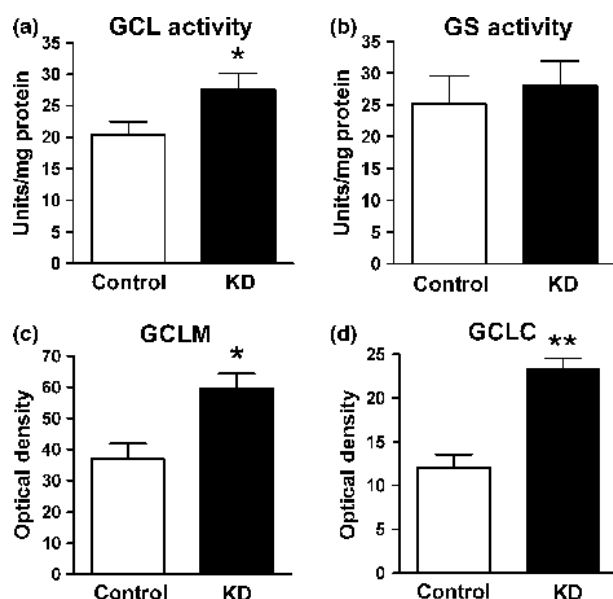 (a) GCL activity
*
35
30
25
20
15
10
5
0
Units/mg protein
Control KD
(b) GS activity
35
30
25
20
15
10
5
0
Units/mg protein
Control KD
(c) GCLM
*
70
60
50
40
30
20
10
0
Optical density
Control KD
(d) GCLC
**
25
20
15
10
5
0
Optical density
Control KD